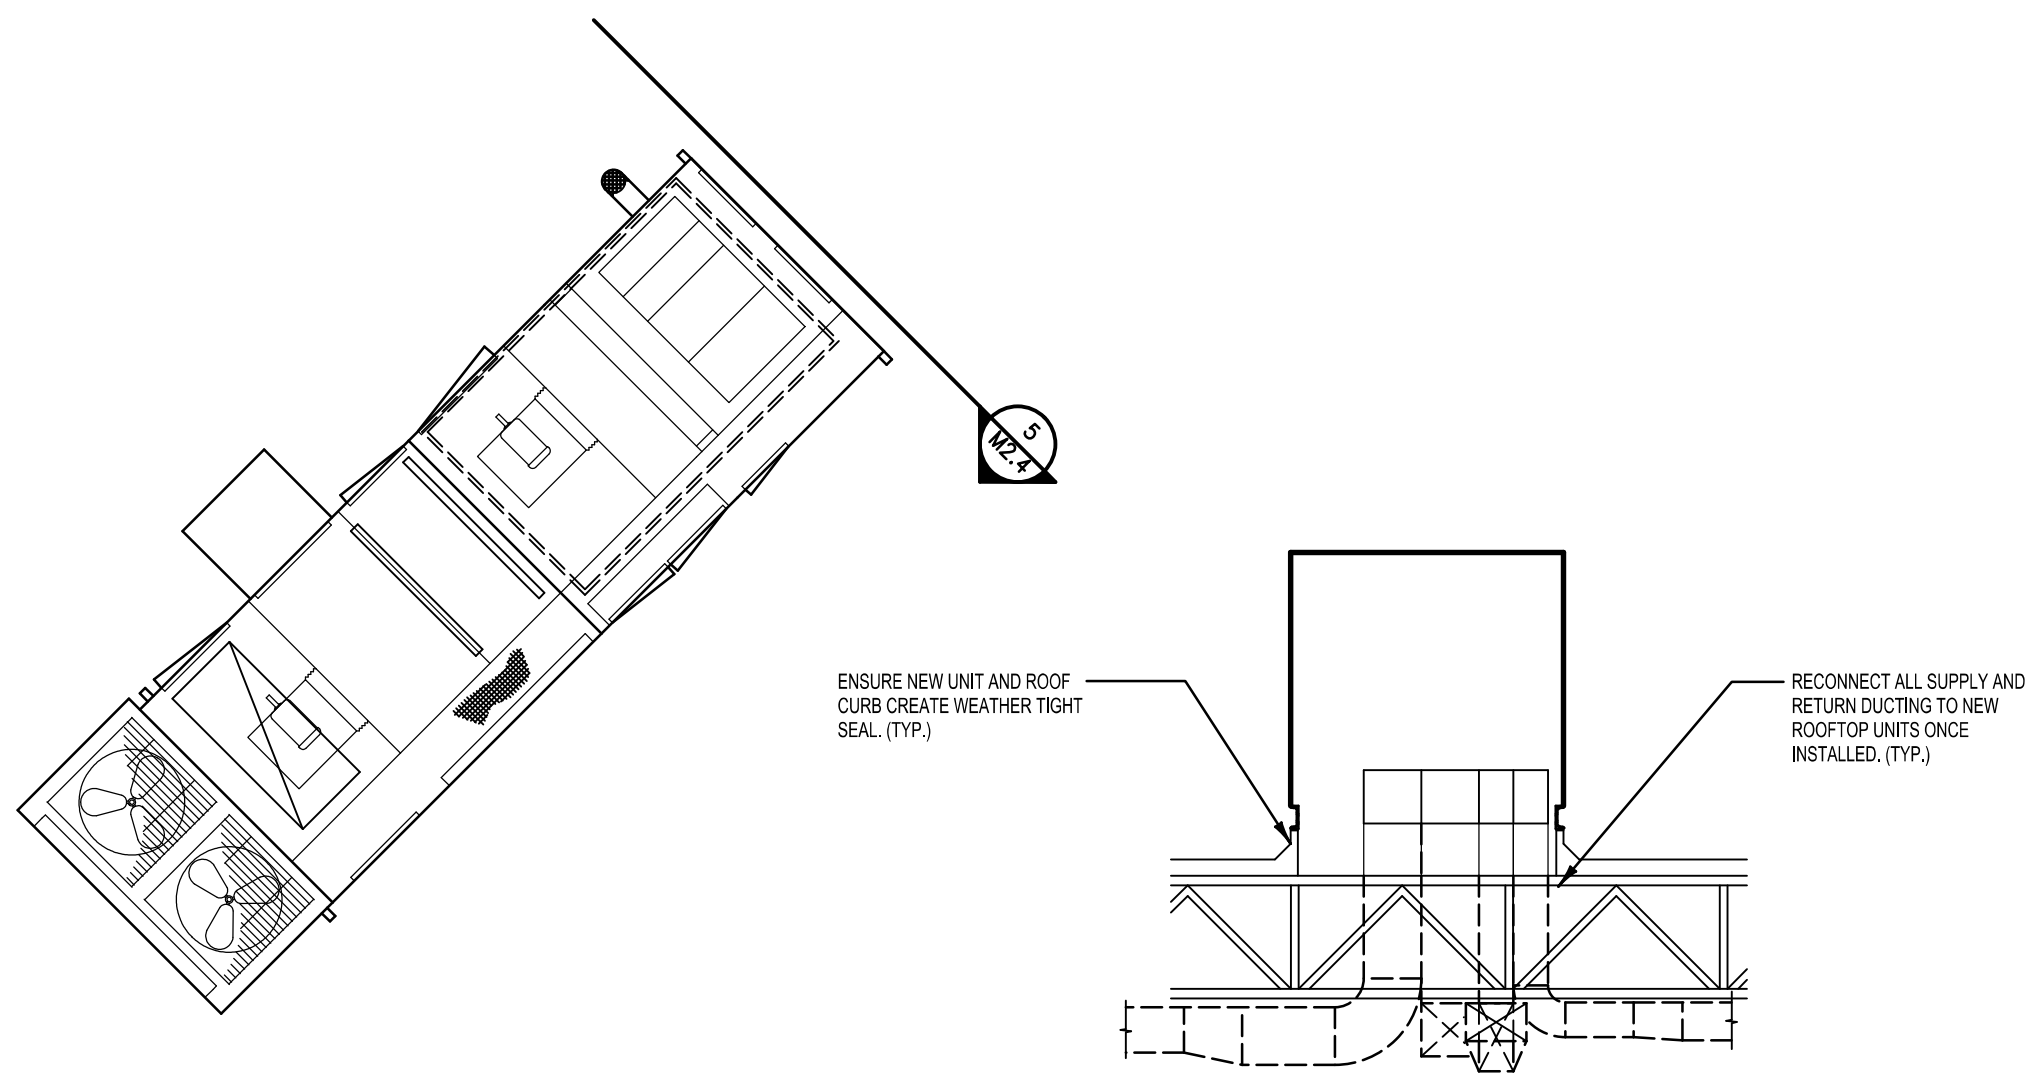 5
M2.4
ENSURE NEW UNIT AND ROOF
CURB CREATE WEATHER TIGHT
SEAL. (TYP.)
RECONNECT ALL SUPPLY AND
RETURN DUCTING TO NEW
ROOFTOP UNITS ONCE
INSTALLED. (TYP.)